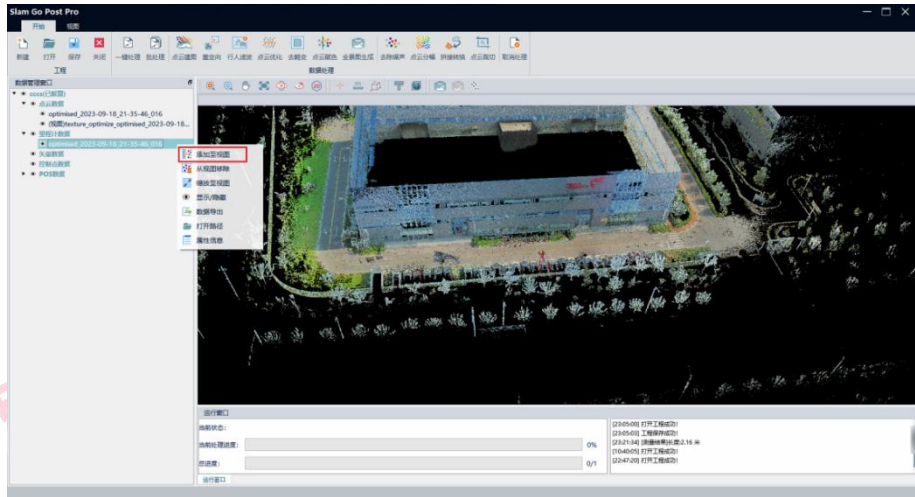 Slam Go Post Pro
开始 视图
新建 打开 保存 关闭 一键处理 批处理 点云建图 重定向 行人滤波 点云优化 去畸变 点云赋色 全景图生成 去除噪声 点云分幅 拼接转换 点云裁切 取消处理
工程 数据处理
数据管理窗口
点云数据
optimised_2023-09-18_21-35-46_016
(视图)texture_optimize_optimised_2023-09-18...
里程计数据
optimised_2023-09-18_21-35-46_016
矢量数据
控制点数据
POS数据
添加至视图
从视图移除
缩放至视图
显示/隐藏
数据导出
打开路径
属性信息
运行窗口
当前状态:
当前处理进度: 0%
总进度: 0/1
[23:05:00] 打开工程成功!
[23:05:03] 工程保存成功!
[23:21:34] [测量结果]长度:2.16 米
[10:40:05] 打开工程成功!
[22:47:20] 打开工程成功!
运行窗口